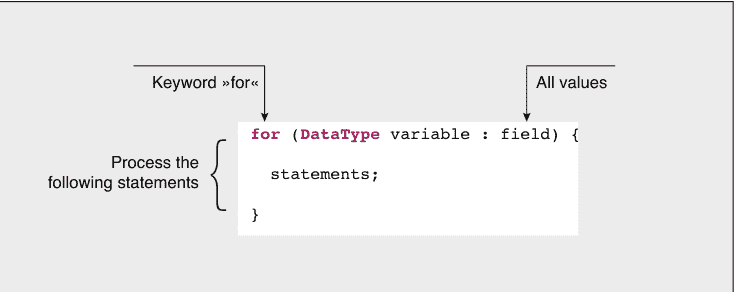 Keyword »for«
All values
for (DataType variable : field) {
Process the
following statements
statements;
}